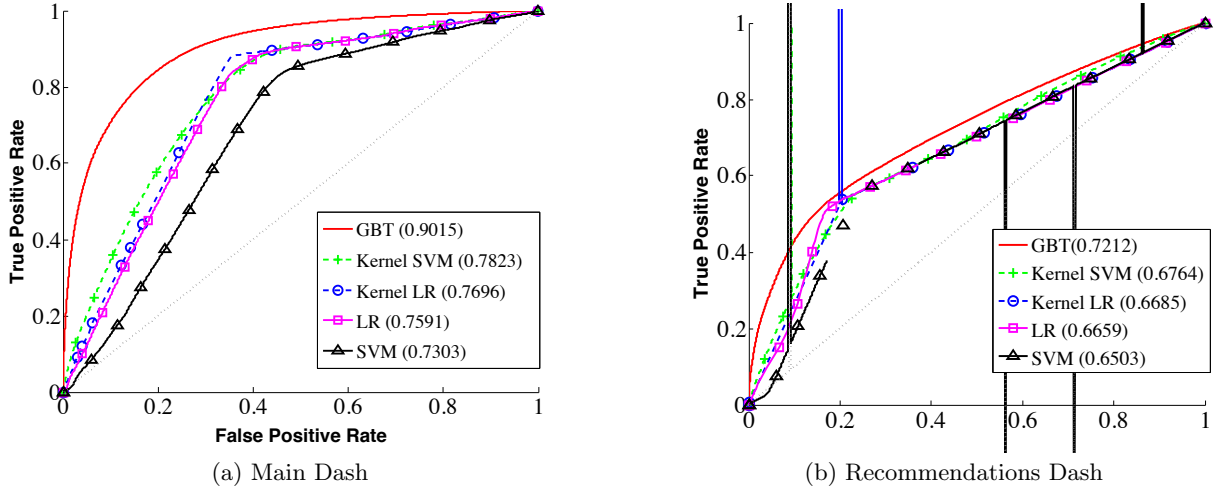 True Positive Rate
1
0.8
0.6
0.4
0.2
0
0
0.2
0.4
0.6
0.8
1
False Positive Rate
GBT (0.9015)
Kernel SVM (0.7823)
Kernel LR (0.7696)
LR (0.7591)
SVM (0.7303)
(a) Main Dash
True Positive Rate
1
0.8
0.6
0.4
0.2
0
0
0.2
0.4
0.6
0.8
1
GBT(0.7212)
Kernel SVM (0.6764)
Kernel LR (0.6685)
LR (0.6659)
SVM (0.6503)
(b) Recommendations Dash